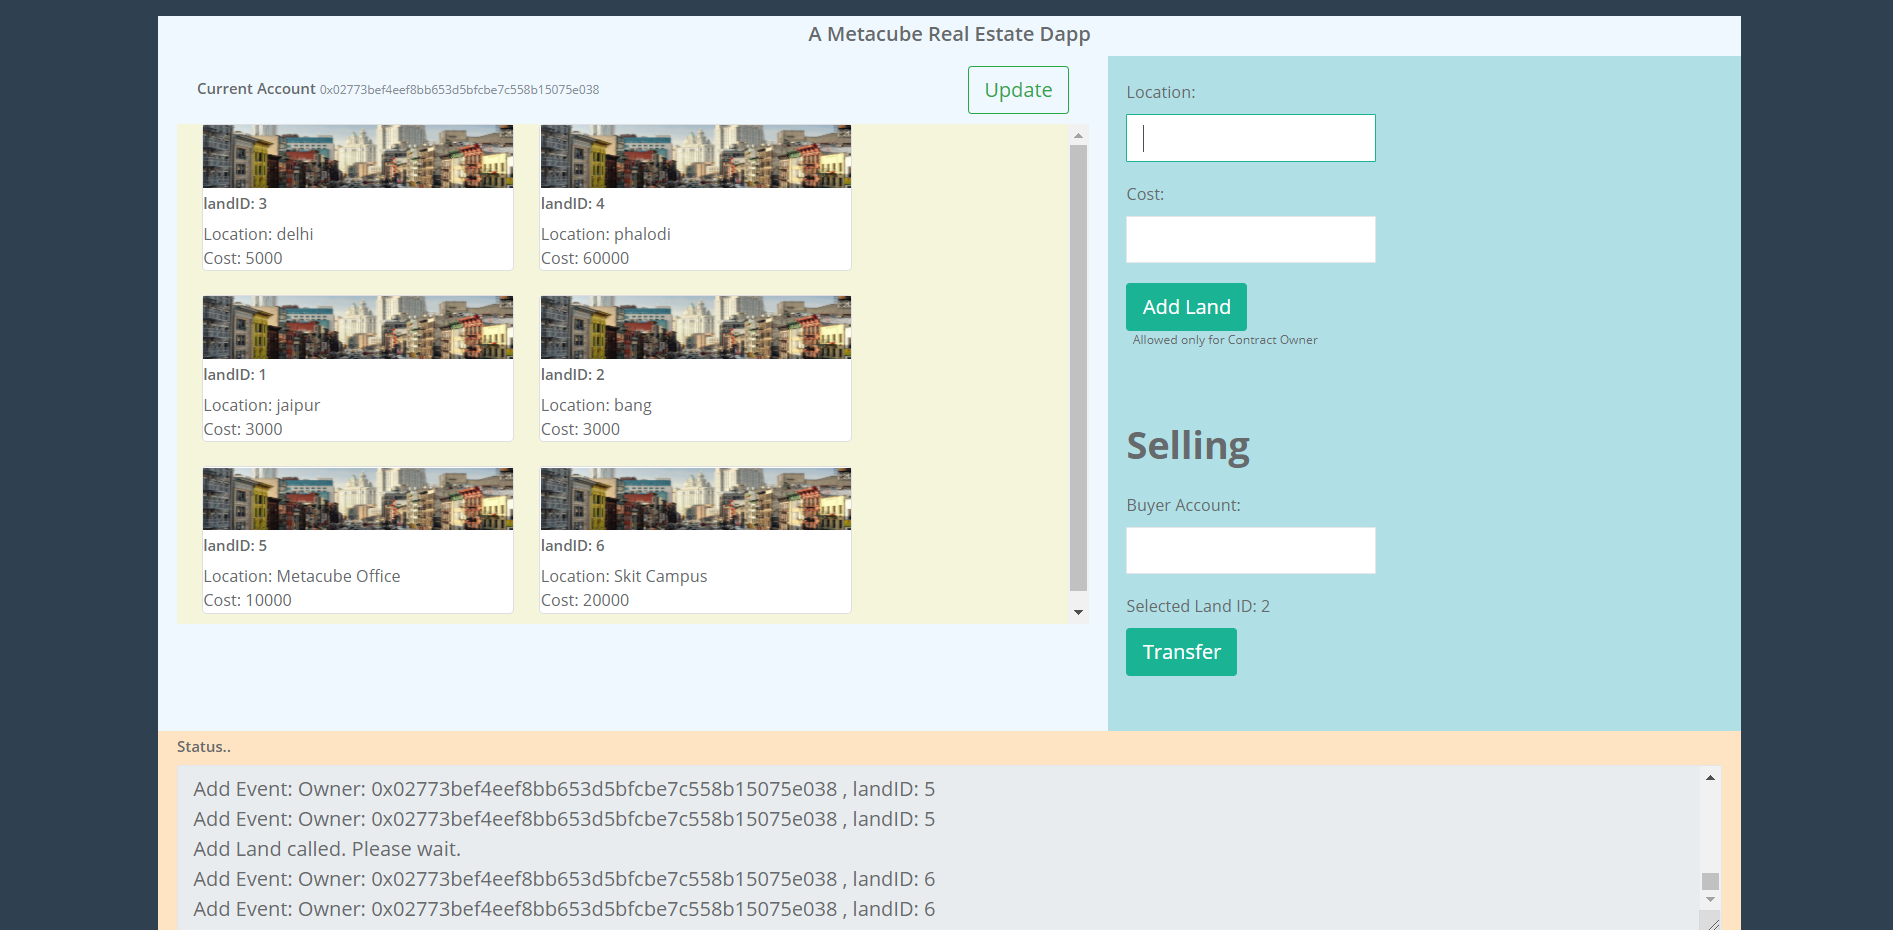 A Metacube Real Estate Dapp
Current Account 0x02773bef4eef8bb653d5bfcbe7c558b15075e038
Update
landID: 3
Location: delhi
Cost: 5000
landID: 4
Location: phalodi
Cost: 60000
landID: 1
Location: jaipur
Cost: 3000
landID: 2
Location: bang
Cost: 3000
landID: 5
Location: Metacube Office
Cost: 10000
landID: 6
Location: Skit Campus
Cost: 20000
Location:
Cost:
Add Land
Allowed only for Contract Owner
Selling
Buyer Account:
Selected Land ID: 2
Transfer
Status..
Add Event: Owner: 0x02773bef4eef8bb653d5bfcbe7c558b15075e038 , landID: 5
Add Event: Owner: 0x02773bef4eef8bb653d5bfcbe7c558b15075e038 , landID: 5
Add Land called. Please wait.
Add Event: Owner: 0x02773bef4eef8bb653d5bfcbe7c558b15075e038 , landID: 6
Add Event: Owner: 0x02773bef4eef8bb653d5bfcbe7c558b15075e038 , landID: 6